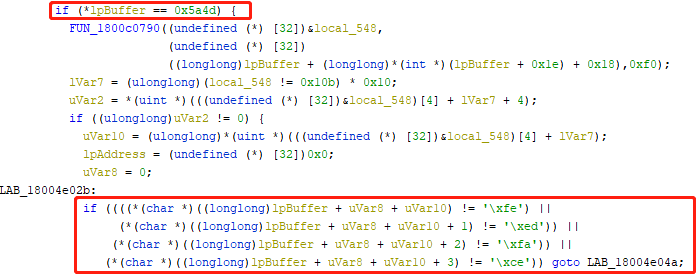 if (*lpBuffer == 0x5a4d) {
FUN_1800c0790((undefined (*) [32])&local_548,
(undefined (*) [32])
((longlong)lpBuffer + (longlong)*(int *)(lpBuffer + 0x1e) + 0x18),0xf0);
lVar7 = (ulonglong)(local_548 != 0x10b) * 0x10;
uVar2 = *(uint *)(((undefined (*) [32])&local_548)[4] + lVar7 + 4);
if ((ulonglong)uVar2 != 0) {
uVar10 = (ulonglong)*(uint *)(((undefined (*) [32])&local_548)[4] + lVar7);
lpAddress = (undefined (*) [32])0x0;
uVar8 = 0;
LAB_18004e02b:
if ((((*(char *)((longlong)lpBuffer + uVar8 + uVar10) != '\xfe') ||
(*(char *)((longlong)lpBuffer + uVar8 + uVar10 + 1) != '\xed')) ||
(*(char *)((longlong)lpBuffer + uVar8 + uVar10 + 2) != '\xfa')) ||
(*(char *)((longlong)lpBuffer + uVar8 + uVar10 + 3) != '\xce')) goto LAB_18004e04a;